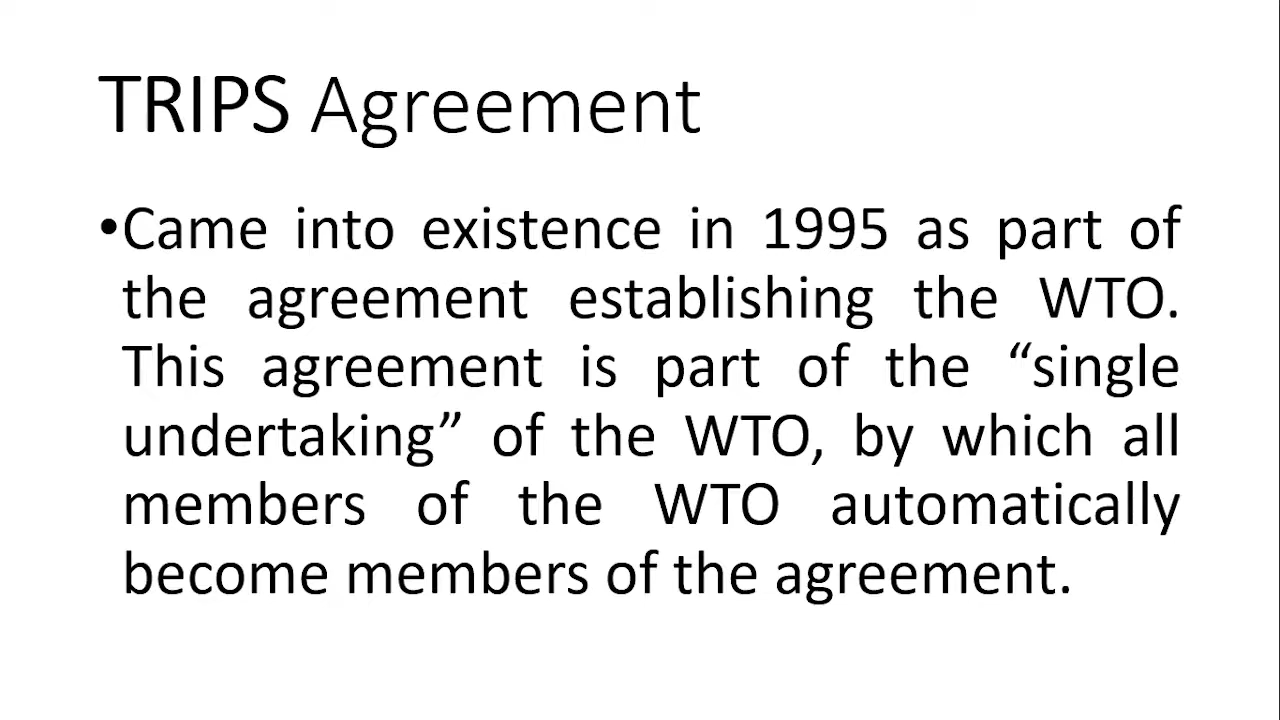 TRIPS Agreement
•Came into existence in 1995 as part of
the agreement establishing the WTO.
This agreement is part of the “single
undertaking” of the WTO, by which all
members of the WTO automatically
become members of the agreement.